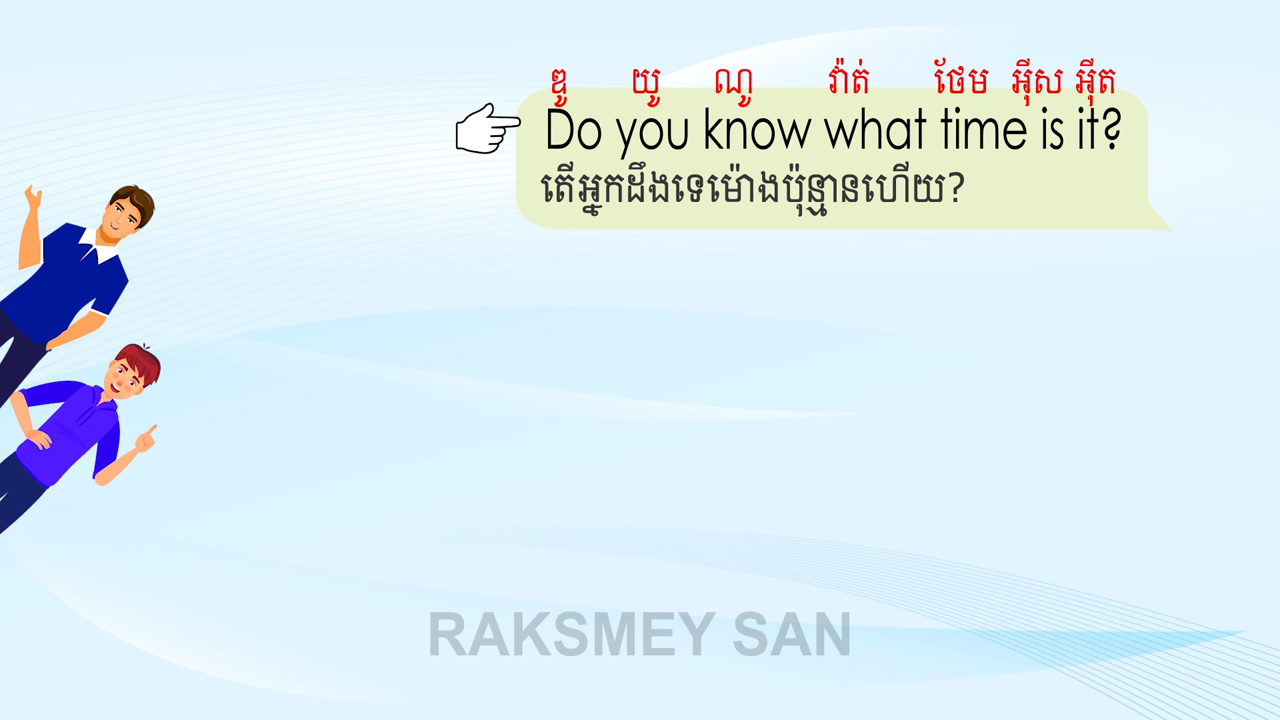 ឌូ យូ ណូ វ៉ាត់ ថែម អ៊ីស អ៊ីត
Do you know what time is it?
តើអ្នកដឹងទេម៉ោងប៉ុន្មានហើយ?
RAKSMEY SAN